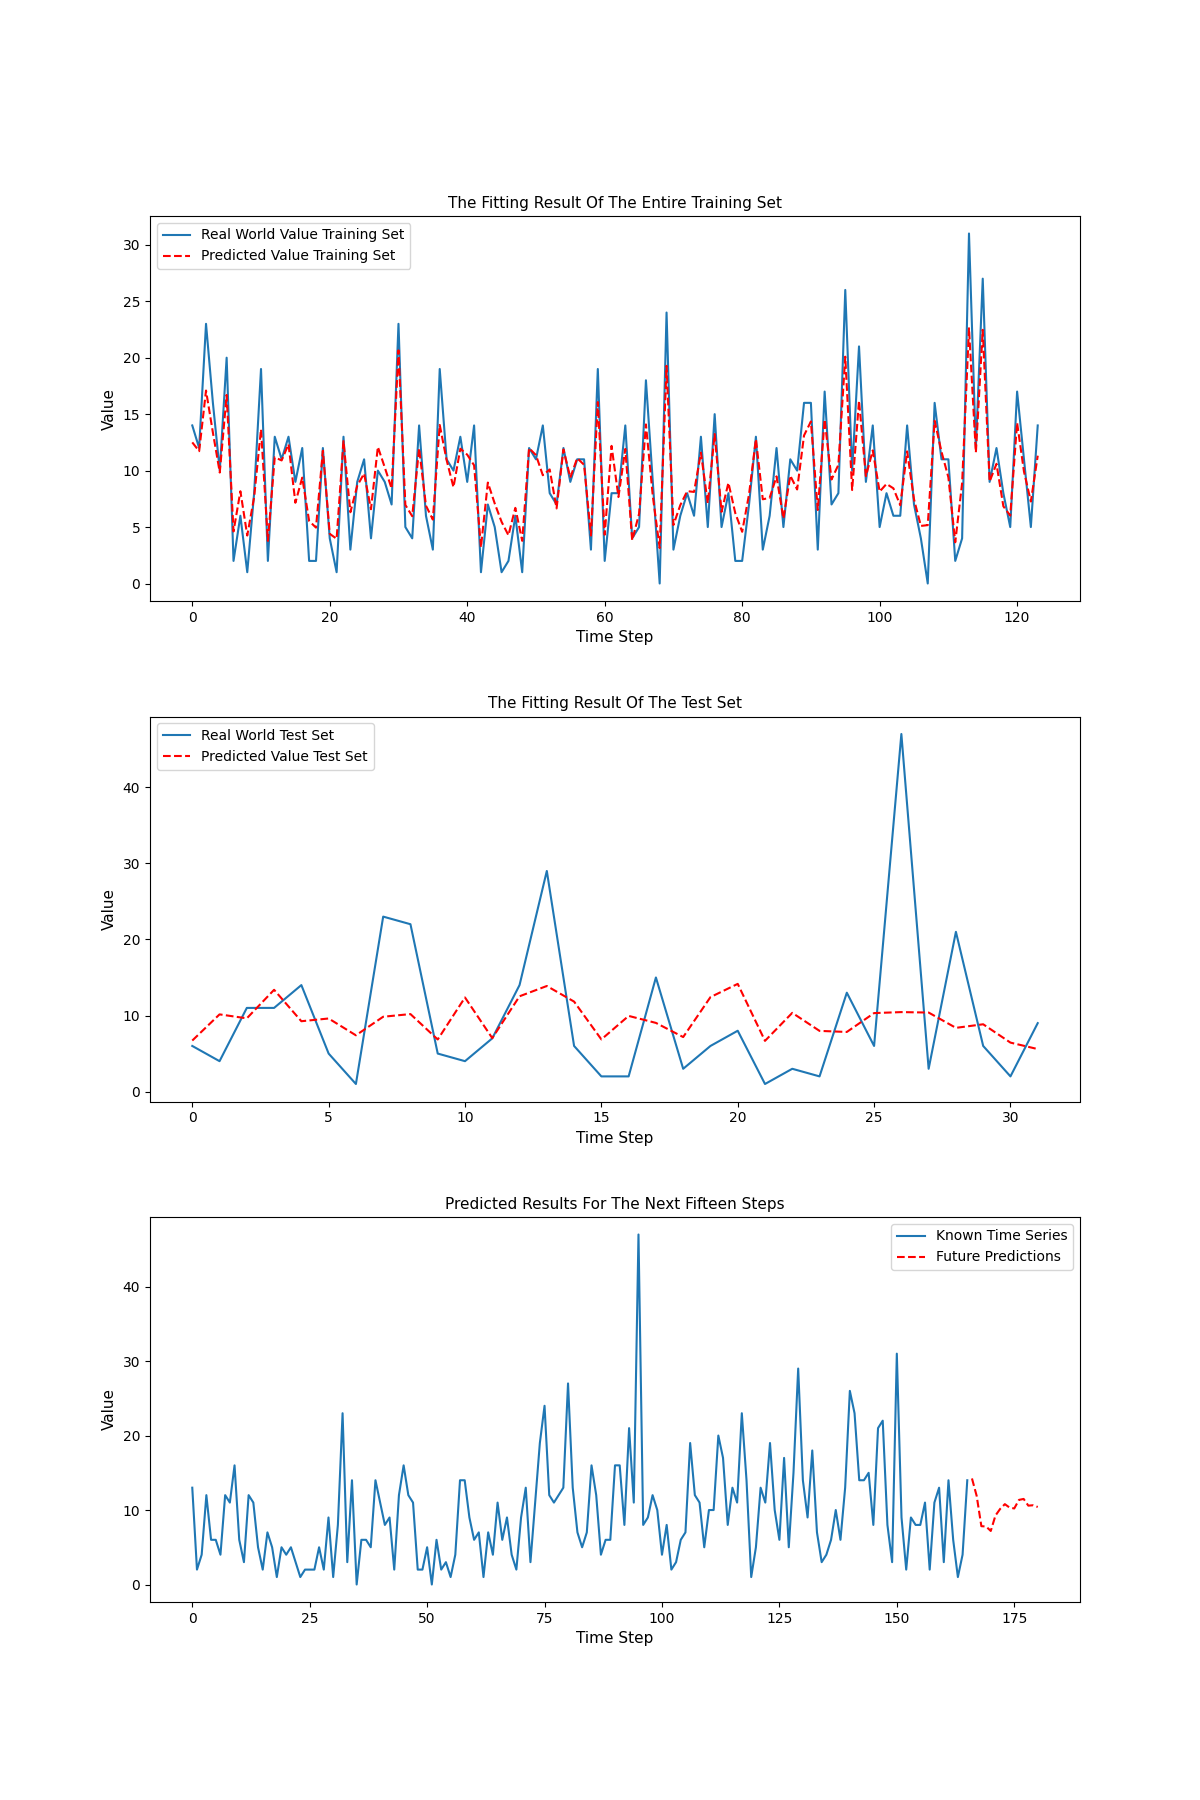 The Fitting Result Of The Entire Training Set
Real World Value Training Set
Predicted Value Training Set
Value
30
25
20
15
10
5
0
0 20 40 60 80 100 120
Time Step
The Fitting Result Of The Test Set
Real World Test Set
Predicted Value Test Set
Value
40
30
20
10
0
0 5 10 15 20 25 30
Time Step
Predicted Results For The Next Fifteen Steps
Known Time Series
Future Predictions
Value
40
30
20
10
0
0 25 50 75 100 125 150 175
Time Step